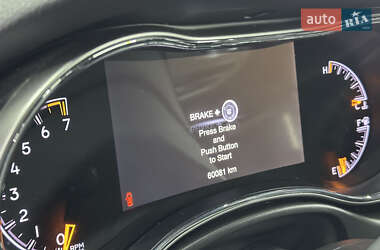 auto RIA
BRAKE +
Press Brake
and
Push Button
to Start
60081 km
7
6
5
4
3
2
1
0
RPM
H
C
F
E